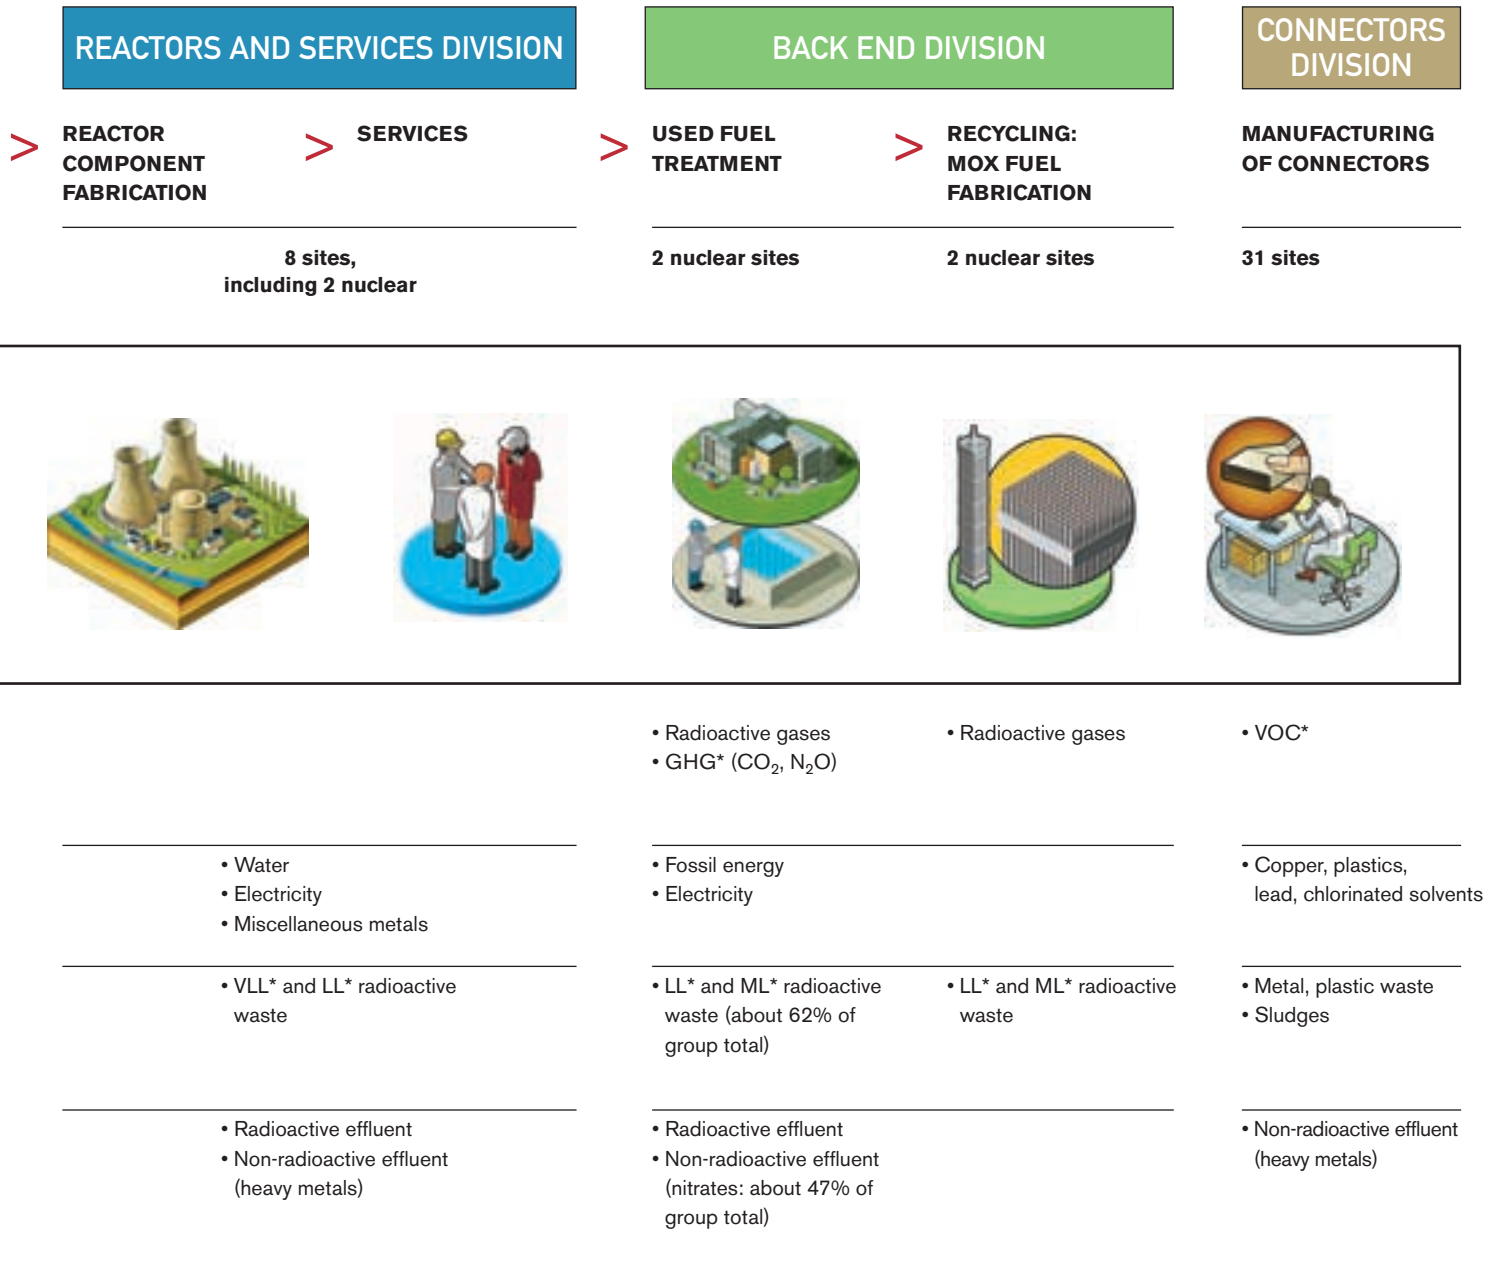 REACTORS AND SERVICES DIVISION
BACK END DIVISION
CONNECTORS
DIVISION
> REACTOR
COMPONENT
FABRICATION
> SERVICES
> USED FUEL
TREATMENT
> RECYCLING:
MOX FUEL
FABRICATION
MANUFACTURING
OF CONNECTORS
8 sites,
including 2 nuclear
2 nuclear sites
2 nuclear sites
31 sites
• Radioactive gases
• GHG* (CO₂, N₂O)
• Radioactive gases
• VOC*
• Water
• Electricity
• Miscellaneous metals
• Fossil energy
• Electricity
• Copper, plastics,
lead, chlorinated solvents
• VLL* and LL* radioactive
waste
• LL* and ML* radioactive
waste (about 62% of
group total)
• LL* and ML* radioactive
waste
• Metal, plastic waste
• Sludges
• Radioactive effluent
• Non-radioactive effluent
(heavy metals)
• Radioactive effluent
• Non-radioactive effluent
(nitrates: about 47% of
group total)
• Non-radioactive effluent
(heavy metals)